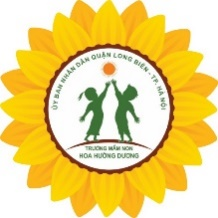 ỦY BAN NHÂN DÂN QUẬN LONG BIÊN - TP. HÀ NỘI
TRƯỜNG MẦM NON
HOA HƯỚNG DƯƠNG